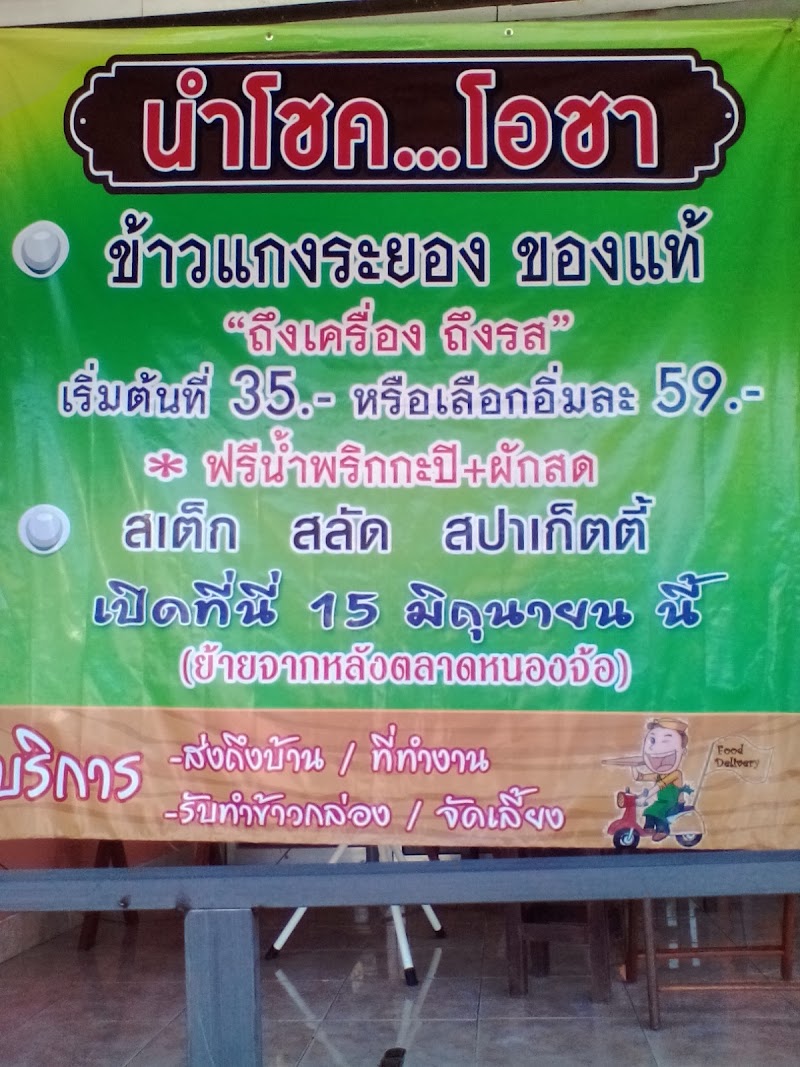 นำโชค...โอชา
ข้าวแกงระยอง ของแท้
“ถึงเครื่อง ถึงรส”
เริ่มต้นที่ 35.- หรือเลือกอิ่มละ 59.-
* ฟรีน้ำพริกกะปี+ผักสด
สเต็ก สลัด สปาเก็ตตี้
เปิดที่นี่ 15 มิถุนายน นี้
(ย้ายจากหลังตลาดหนองจ้อ)
บริการ
-ส่งถึงบ้าน / ที่ทำงาน
-รับทำข้าวกล่อง / จัดเลี้ยง
Food
Delivery